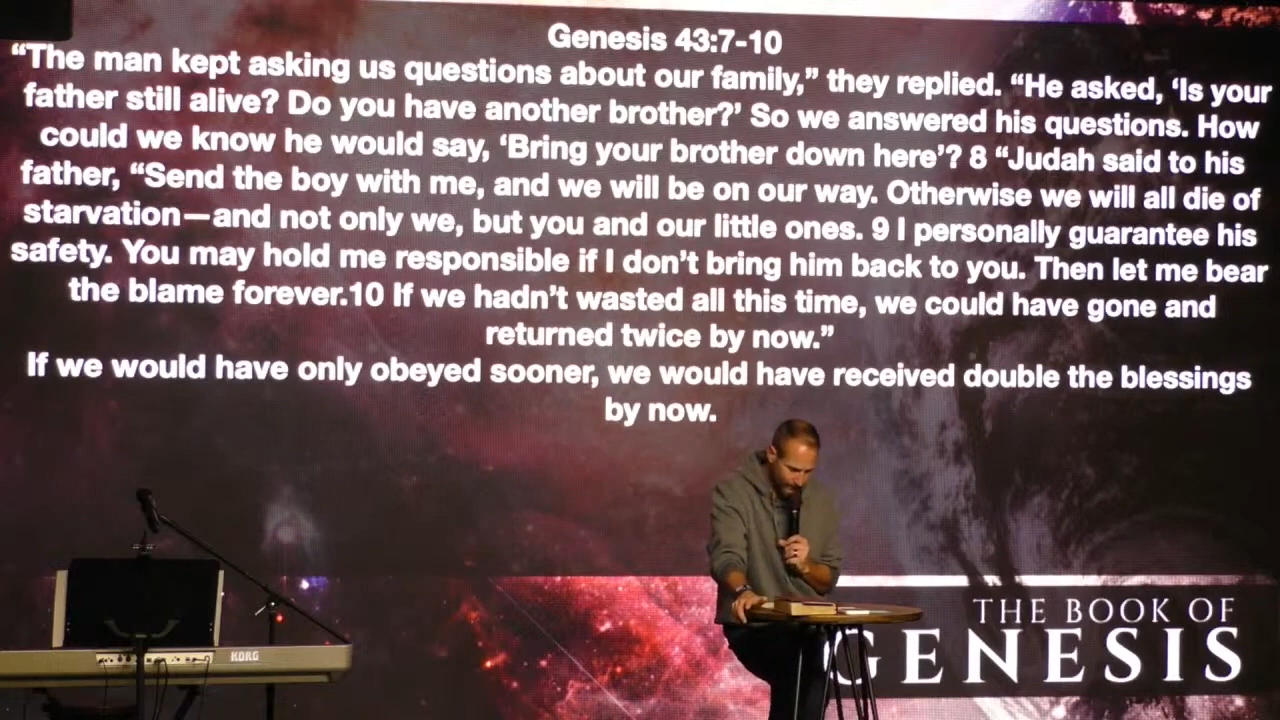 Genesis 43:7-10
“The man kept asking us questions about our family,” they replied. “He asked, ‘Is your
father still alive? Do you have another brother?’ So we answered his questions. How
could we know he would say, ‘Bring your brother down here’? 8 “Judah said to his
father, “Send the boy with me, and we will be on our way. Otherwise we will all die of
starvation—and not only we, but you and our little ones. 9 I personally guarantee his
safety. You may hold me responsible if I don’t bring him back to you. Then let me bear
the blame forever.10 If we hadn’t wasted all this time, we could have gone and
returned twice by now.”
If we would have only obeyed sooner, we would have received double the blessings
by now.
THE BOOK OF
GENESIS
KORG